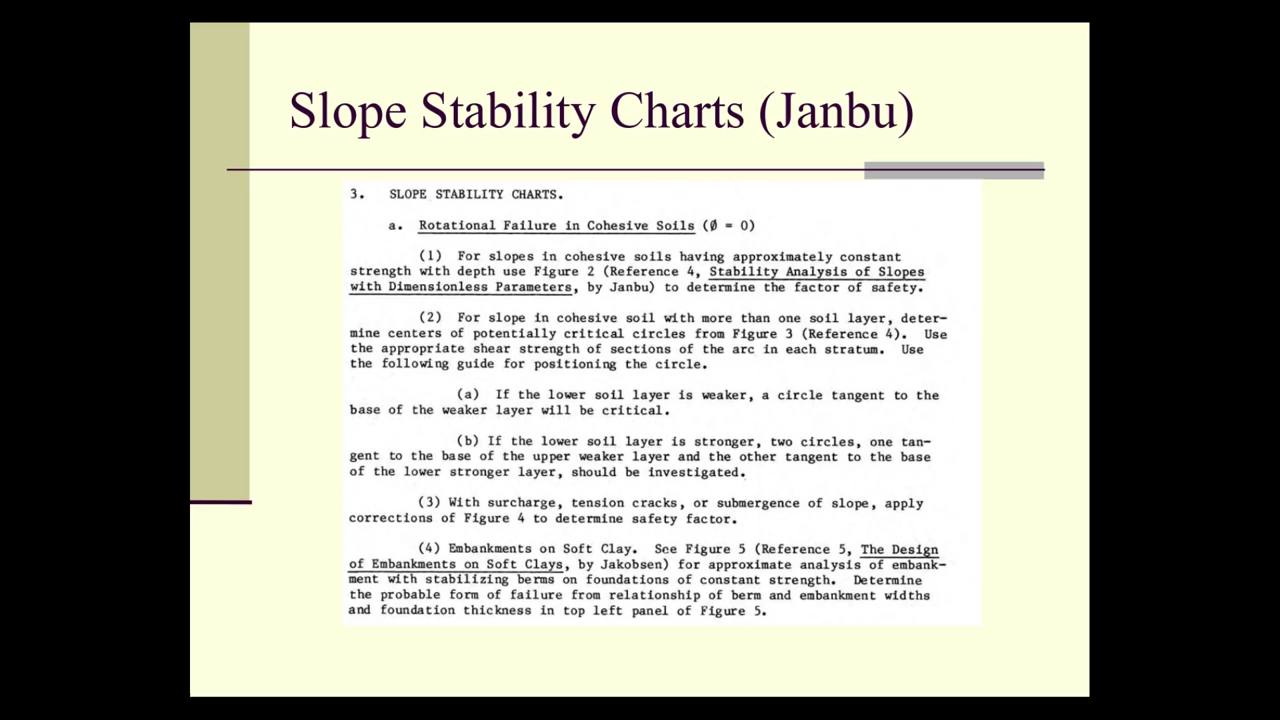 Slope Stability Charts (Janbu)
3. SLOPE STABILITY CHARTS.
a. Rotational Failure in Cohesive Soils (Ø = 0)
(1) For slopes in cohesive soils having approximately constant
strength with depth use Figure 2 (Reference 4, Stability Analysis of Slopes
with Dimensionless Parameters, by Janbu) to determine the factor of safety.
(2) For slope in cohesive soil with more than one soil layer, deter-
mine centers of potentially critical circles from Figure 3 (Reference 4). Use
the appropriate shear strength of sections of the arc in each stratum. Use
the following guide for positioning the circle.
(a) If the lower soil layer is weaker, a circle tangent to the
base of the weaker layer will be critical.
(b) If the lower soil layer is stronger, two circles, one tan-
gent to the base of the upper weaker layer and the other tangent to the base
of the lower stronger layer, should be investigated.
(3) With surcharge, tension cracks, or submergence of slope, apply
corrections of Figure 4 to determine safety factor.
(4) Embankments on Soft Clay. See Figure 5 (Reference 5, The Design
of Embankments on Soft Clays, by Jakobsen) for approximate analysis of embank-
ment with stabilizing berms on foundations of constant strength. Determine
the probable form of failure from relationship of berm and embankment widths
and foundation thickness in top left panel of Figure 5.